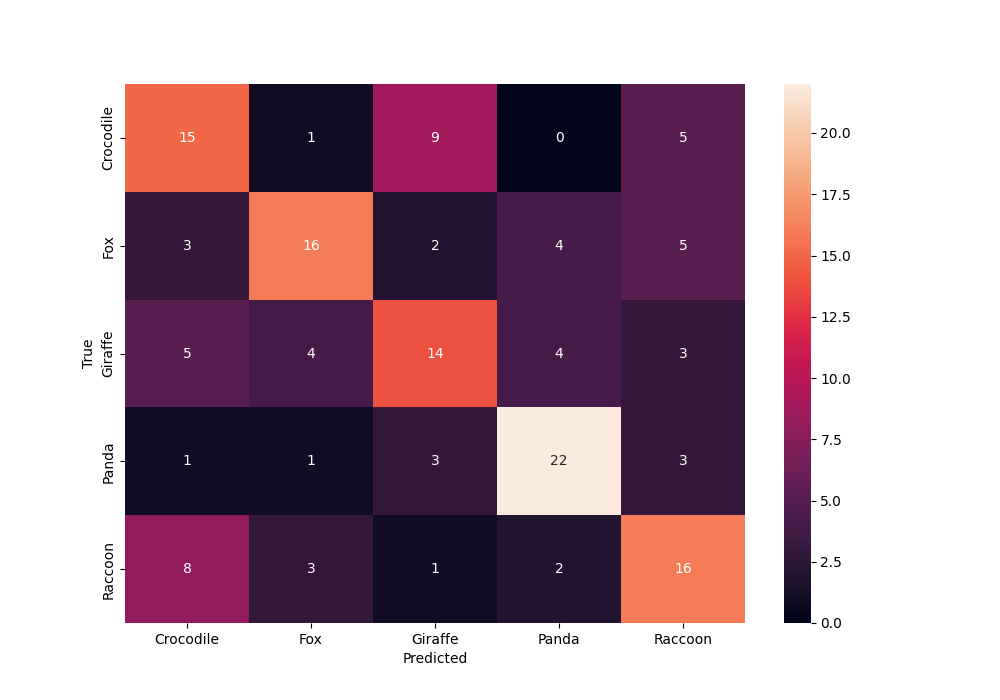 Crocodile 15 1 9 0 5
Fox 3 16 2 4 5
Giraffe 5 4 14 4 3
Panda 1 1 3 22 3
Raccoon 8 3 1 2 16
True
Crocodile Fox Giraffe Panda Raccoon
Predicted
20.0
17.5
15.0
12.5
10.0
7.5
5.0
2.5
0.0